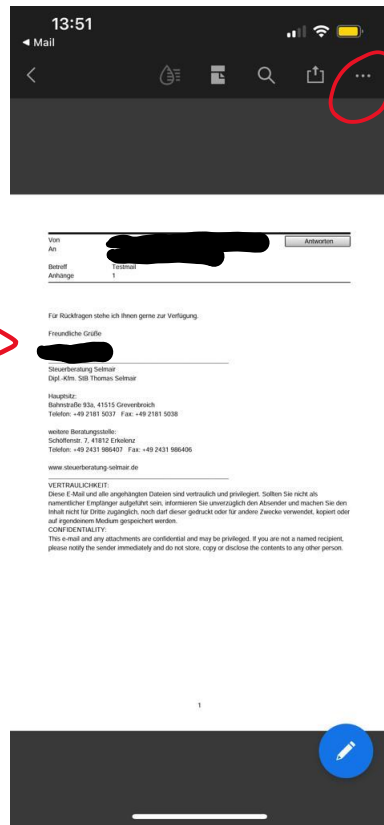 13:51
◀ Mail
Von
An
Antworten
Betreff Testmail
Anhänge 1
Für Rückfragen stehe ich Ihnen gerne zur Verfügung.
Freundliche Grüße
Steuerberatung Selmair
Dipl.-Kfm. StB Thomas Selmair
Hauptsitz:
Bahnstraße 93a, 41515 Grevenbroich
Telefon: +49 2181 5037 Fax: +49 2181 5038
weitere Beratungsstelle:
Schöffenstr. 7, 41812 Erkelenz
Telefon: +49 2431 986407 Fax: +49 2431 986406
www.steuerberatung-selmair.de
VERTRAULICHKEIT:
Diese E-Mail und alle angehängten Dateien sind vertraulich und privilegiert. Sollten Sie nicht als
namentlicher Empfänger aufgeführt sein, informieren Sie unverzüglich den Absender und machen Sie den
Inhalt nicht für Dritte zugänglich, noch darf dieser gedruckt oder für andere Zwecke verwendet, kopiert oder
auf irgendeinem Medium gespeichert werden.
CONFIDENTIALITY:
This e-mail and any attachments are confidential and may be privileged. If you are not a named recipient,
please notify the sender immediately and do not store, copy or disclose the contents to any other person.
1